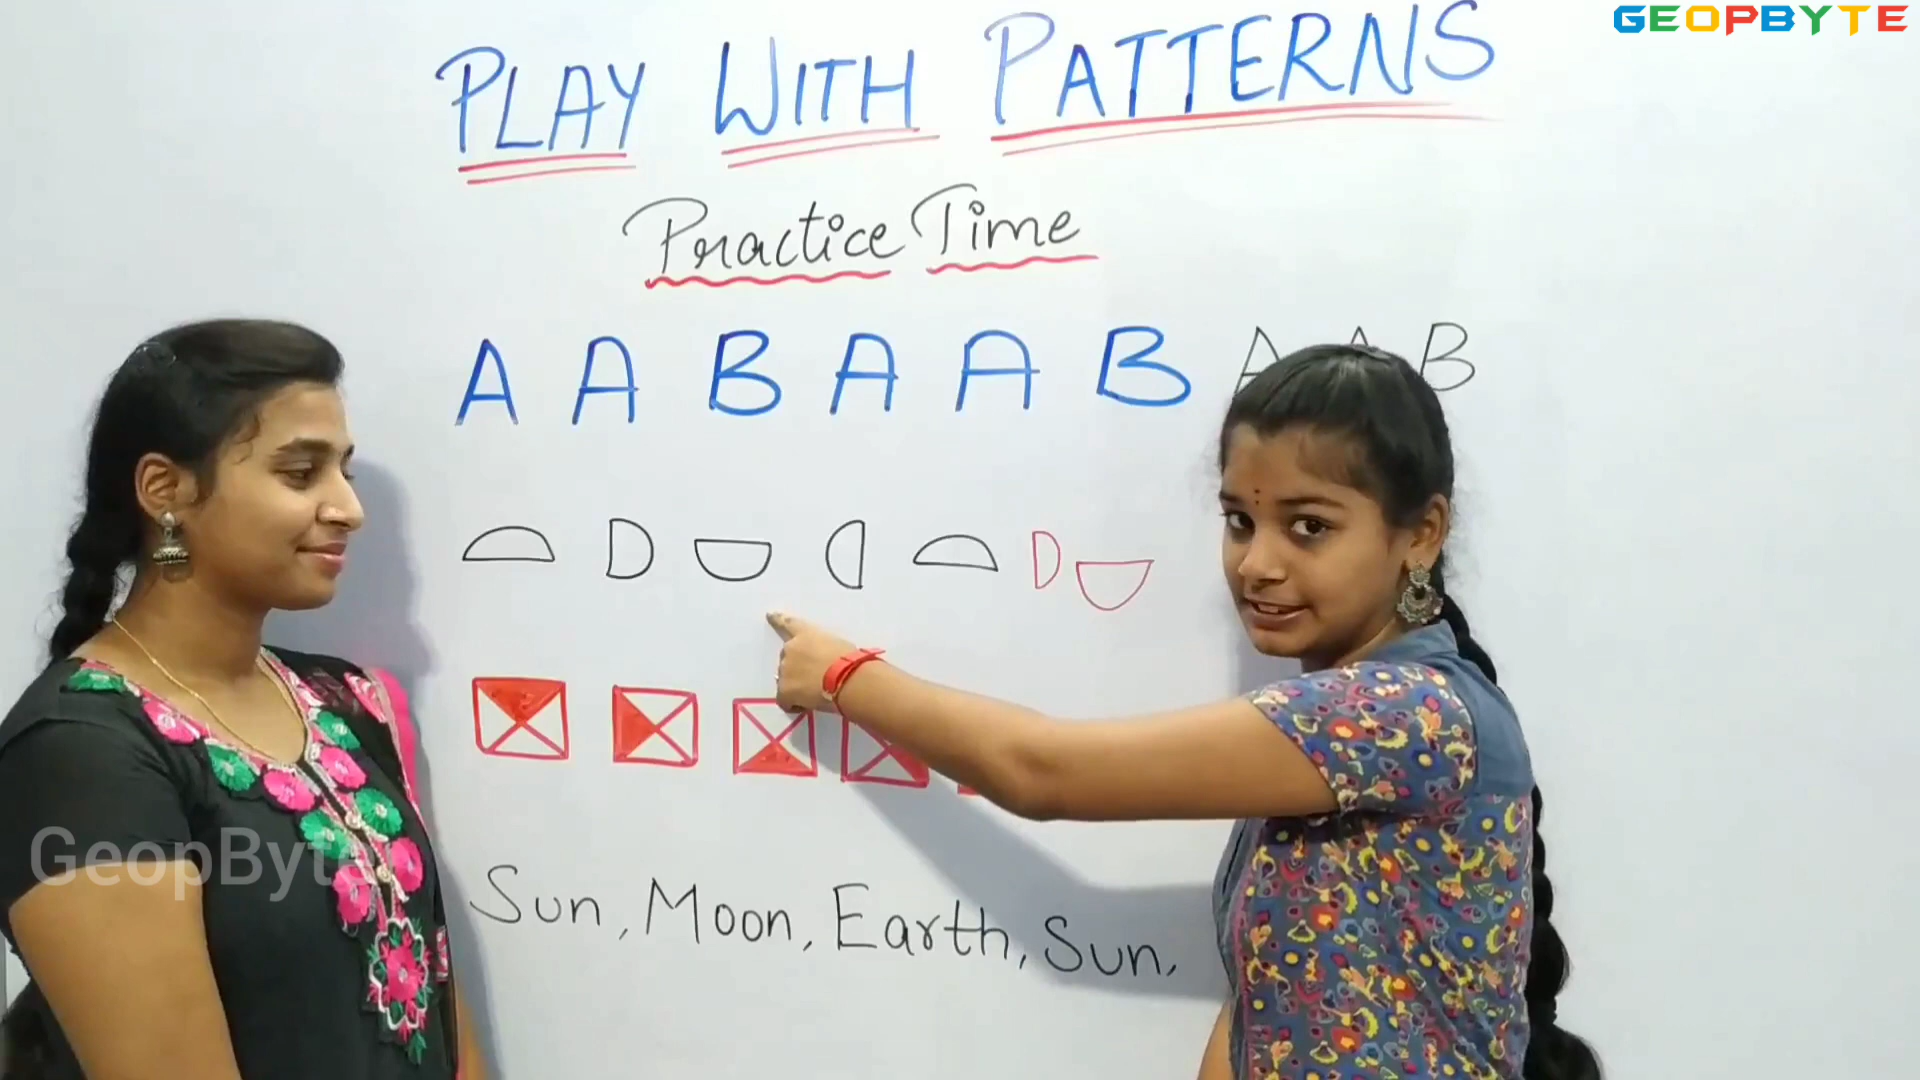 GEOPBYTE
PLAY WITH PATTERNS
Practice Time
A A B A A B A A B
GeopByte
Sun, Moon, Earth, Sun,